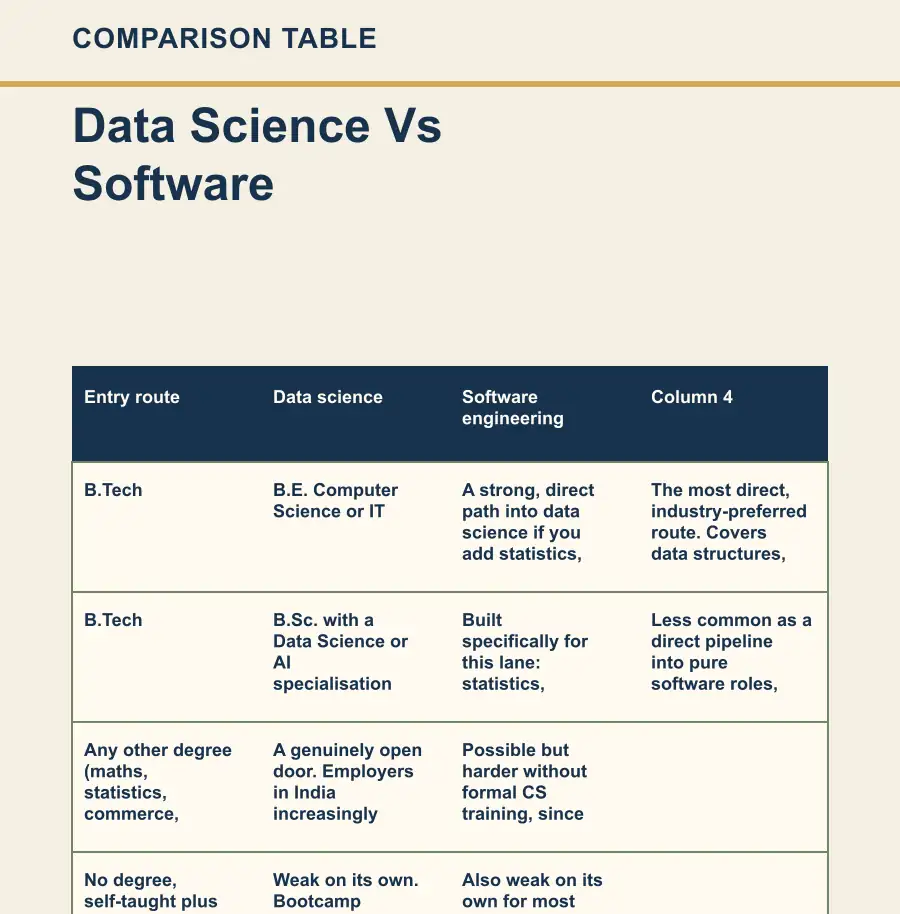 COMPARISON TABLE
Data Science Vs
Software
Entry route
Data science
Software
engineering
Column 4
B.Tech
B.E. Computer
Science or IT
A strong, direct
path into data
science if you
add statistics,
The most direct,
industry-preferred
route. Covers
data structures,
B.Tech
B.Sc. with a
Data Science or
AI
specialisation
Built
specifically for
this lane:
statistics,
Less common as a
direct pipeline
into pure
software roles,
Any other degree
(maths,
statistics,
commerce,
A genuinely open
door. Employers
in India
increasingly
Possible but
harder without
formal CS
training, since
No degree,
self-taught plus
Weak on its own.
Bootcamp
Also weak on its
own for most